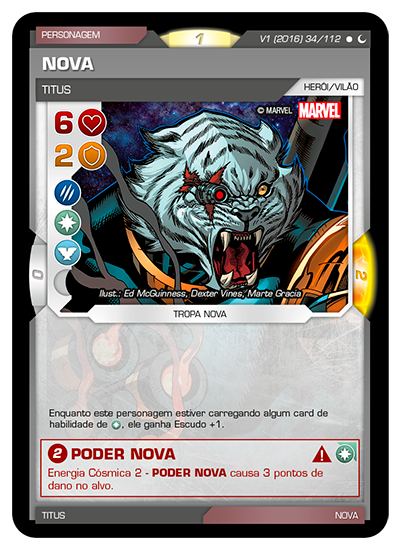 PERSONAGEM
1
V1 (2016) 34/112
NOVA
TITUS
HERÓI/VILÃO
6
© MARVEL MARVEL
2
0
2
Ilust.: Ed McGuinness, Dexter Vines, Marte Gracia
TROPA NOVA
Enquanto este personagem estiver carregando algum card de
habilidade de , ele ganha Escudo +1.
2 PODER NOVA
Energia Cósmica 2 - PODER NOVA causa 3 pontos de
dano no alvo.
TITUS
NOVA